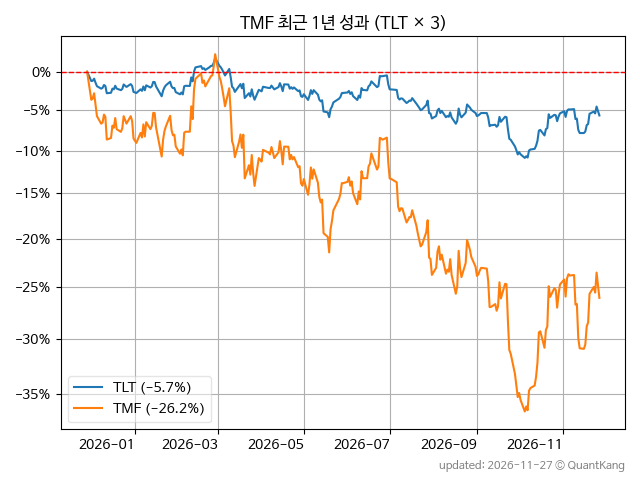 TMF 최근 1년 성과 (TLT × 3)
0%
−5%
−10%
−15%
−20%
−25%
−30%
−35%
TLT (−5.7%)
TMF (−26.2%)
2026−01 2026−03 2026−05 2026−07 2026−09 2026−11
updated: 2026−11−27 ⓒ QuantKang